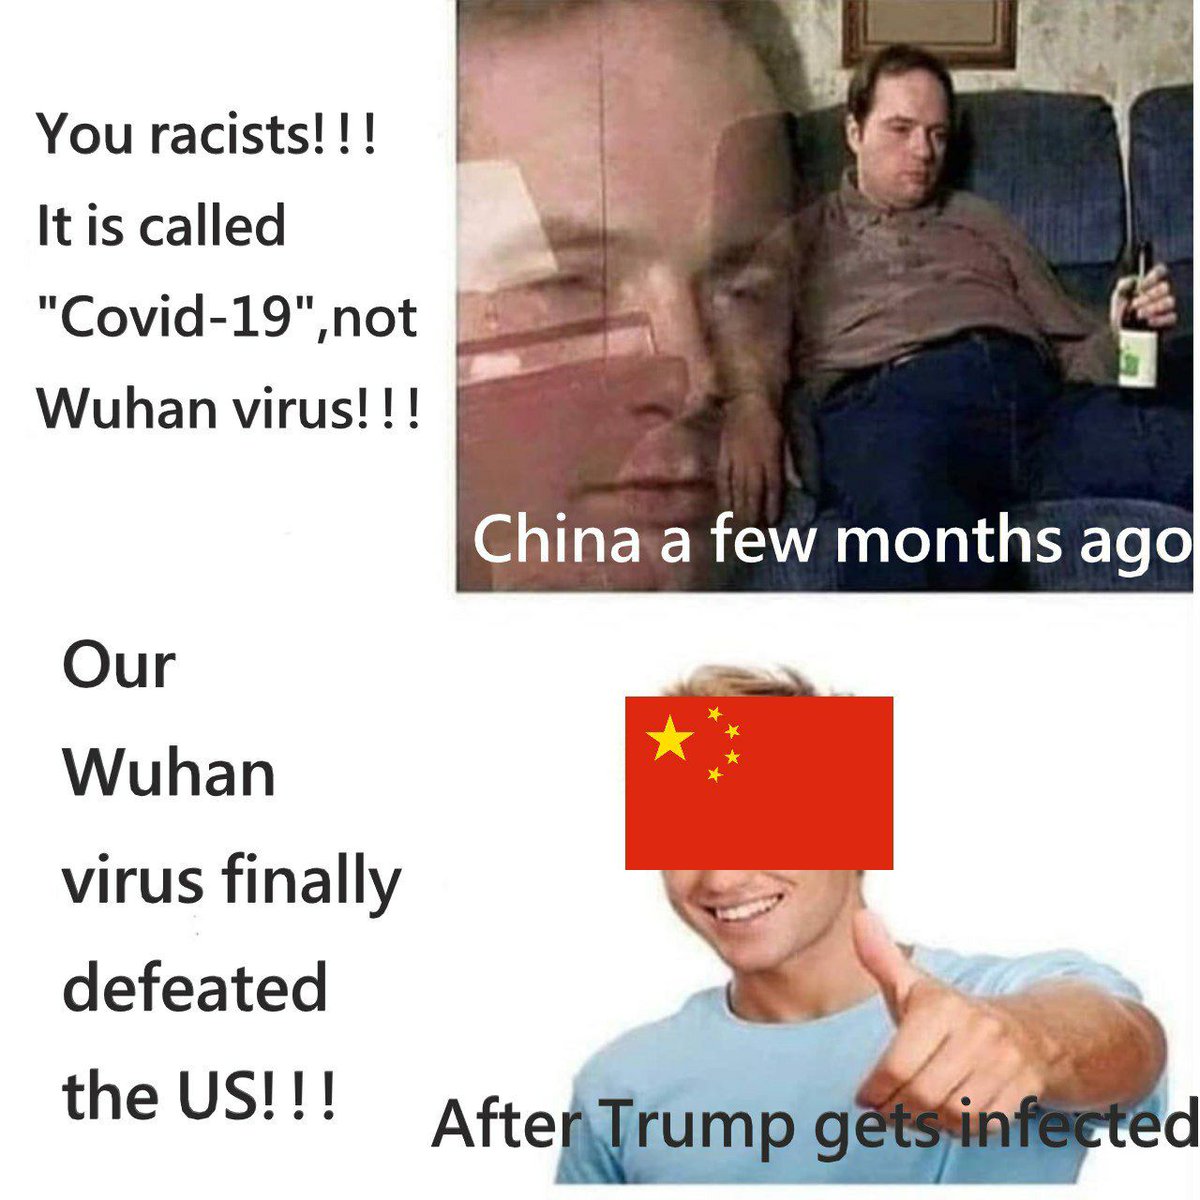 You racists!!!
It is called
"Covid-19",not
Wuhan virus!!!
China a few months ago
Our
Wuhan
virus finally
defeated
the US!!!
After Trump gets infected